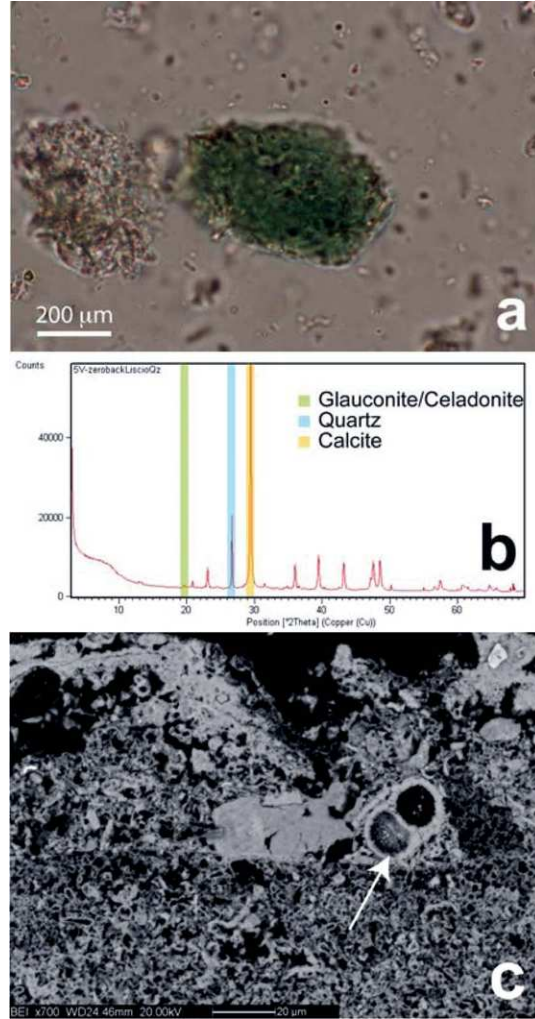 200 µm
a
Counts
5V-zerobackLiscioQz
Glauconite/Celadonite
Quartz
Calcite
40000
20000
0
b
10 20 30 40 50 60
Position [°2Theta] (Copper (Cu))
c
BEI x700 WD24.46mm 20.00kV 20 µm